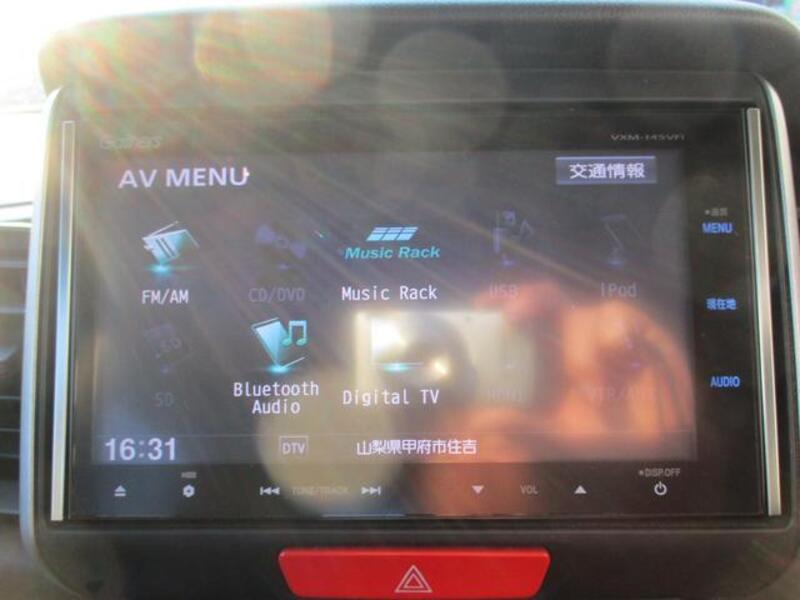 Gathers
VXM-145VFi
AV MENU
交通情報
MENU
FM/AM
CD/DVD
Music Rack
Music Rack
USB
iPod
現在地
SD
Bluetooth
Audio
Digital TV
HDMI
AUDIO
16:31
DTV
山梨県甲府市住吉
TUNE/TRACK
VOL
DISP.OFF